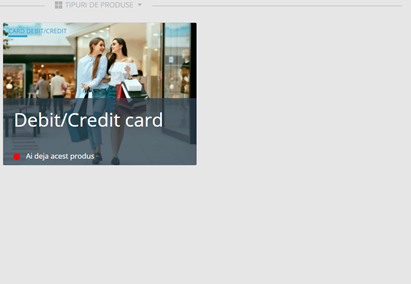 TIPURI DE PRODUSE
CARD DEBIT/CREDIT
Debit/Credit card
Ai deja acest produs